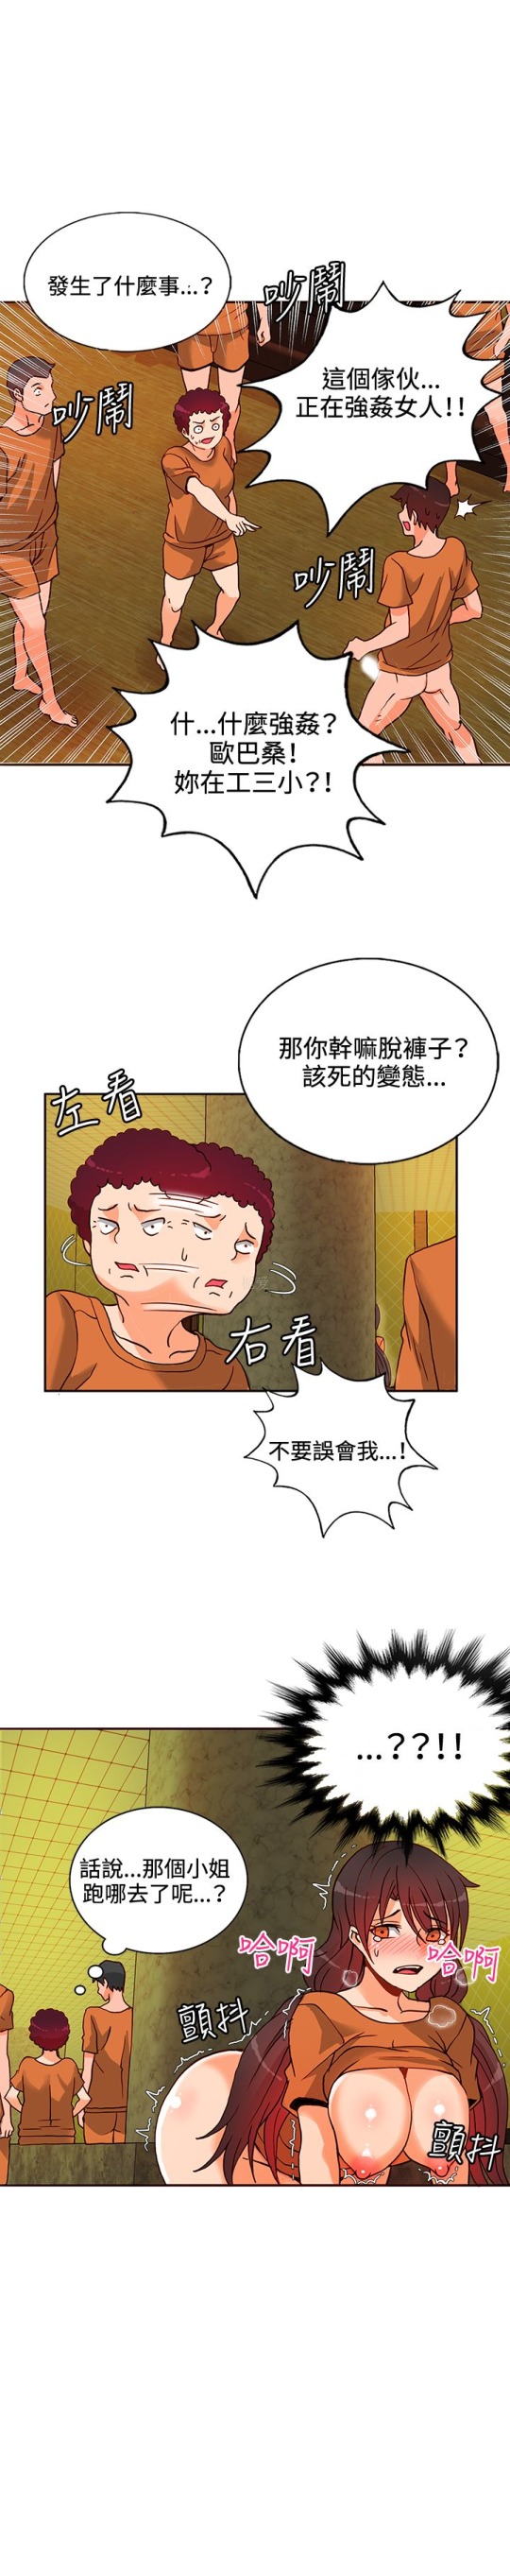 發生了什麼事...？
吵鬧
吵鬧
這個傢伙...
正在強姦女人！！
吵鬧
什...什麼強姦？
歐巴桑！
妳在工三小？！
那你幹嘛脫褲子？
該死的變態...
左看
右看
不要誤會我...！
...？？！！
話說...那個小姐
跑哪去了呢...？
哈啊
哈啊
顫抖
顫抖